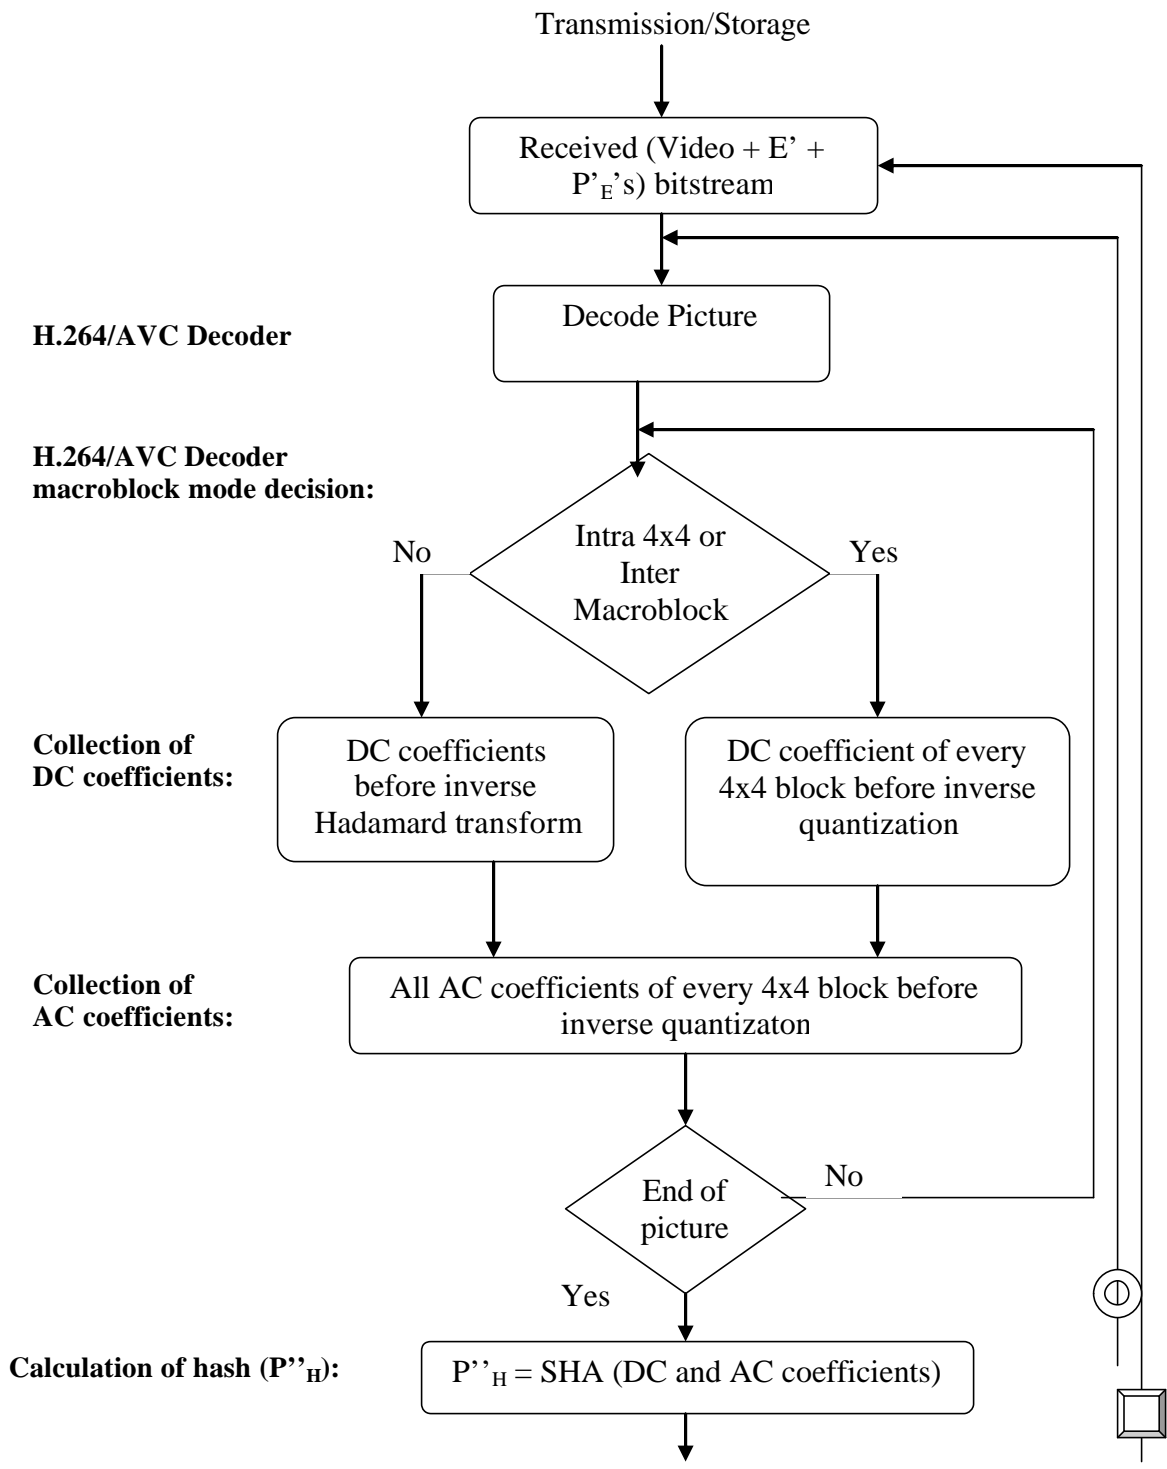 Transmission/Storage
Received (Video + E’ +
P’E’s) bitstream
H.264/AVC Decoder
Decode Picture
H.264/AVC Decoder
macroblock mode decision:
No
Intra 4x4 or
Inter
Macroblock
Yes
Collection of
DC coefficients:
DC coefficients
before inverse
Hadamard transform
DC coefficient of every
4x4 block before inverse
quantization
Collection of
AC coefficients:
All AC coefficients of every 4x4 block before
inverse quantizaton
End of
picture
No
Yes
Calculation of hash (P’’H):
P’’H = SHA (DC and AC coefficients)